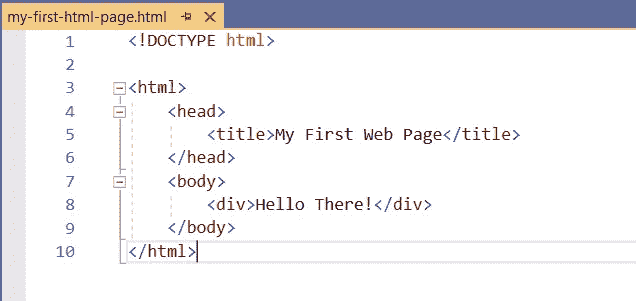 my-first-html-page.html
1 <!DOCTYPE html>
2
3 <html>
4 <head>
5 <title>My First Web Page</title>
6 </head>
7 <body>
8 <div>Hello There!</div>
9 </body>
10 </html>